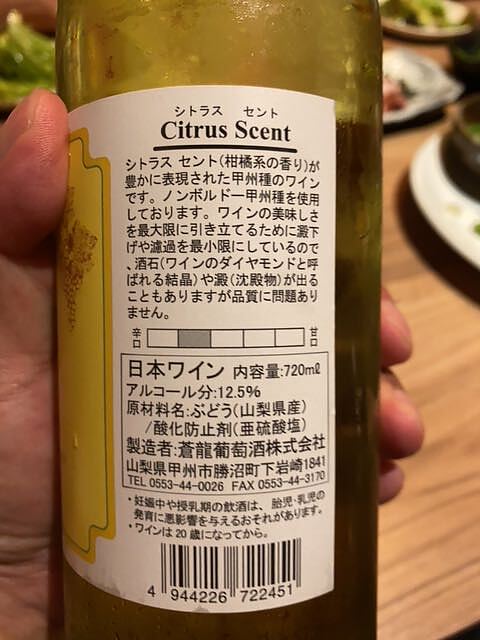 シトラス セント
Citrus Scent
シトラス セント(柑橘系の香り)が
豊かに表現された甲州種のワイン
です。ノンボルドー甲州種を使用
しております。ワインの美味しさ
を最大限に引き立てるために澱下
げや濾過を最小限にしているので
、酒石(ワインのダイヤモンドと呼
ばれる結晶)や澱(沈殿物)が出る
こともありますが品質に問題あり
ません。
辛口 甘口
日本ワイン 内容量:720mℓ
アルコール分:12.5%
原材料名:ぶどう(山梨県産)
/酸化防止剤(亜硫酸塩)
製造者:蒼龍葡萄酒株式会社
山梨県甲州市勝沼町下岩崎1841
TEL 0553-44-0026 FAX 0553-44-3170
・妊娠中や授乳期の飲酒は、胎児・乳児の
発育に悪影響を与えるおそれがあります。
・ワインは20歳になってから。
4 944226 722451